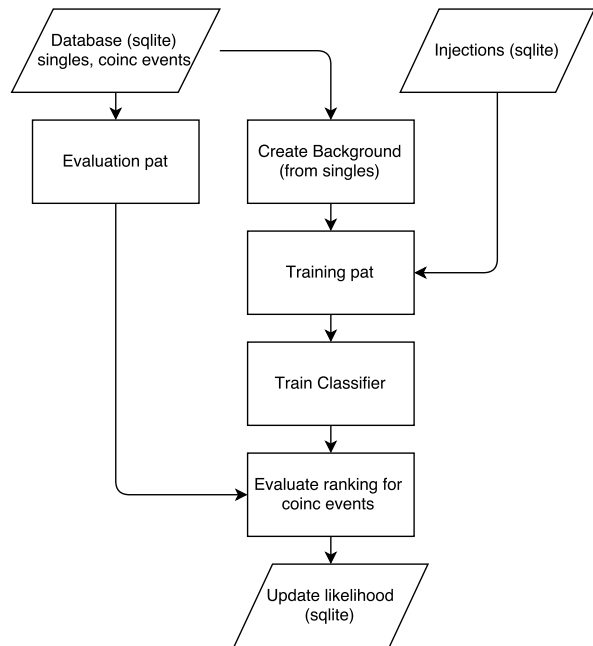 Database (sqlite)
singles, coinc events
Injections (sqlite)
Evaluation pat
Create Background
(from singles)
Training pat
Train Classifier
Evaluate ranking for
coinc events
Update likelihood
(sqlite)